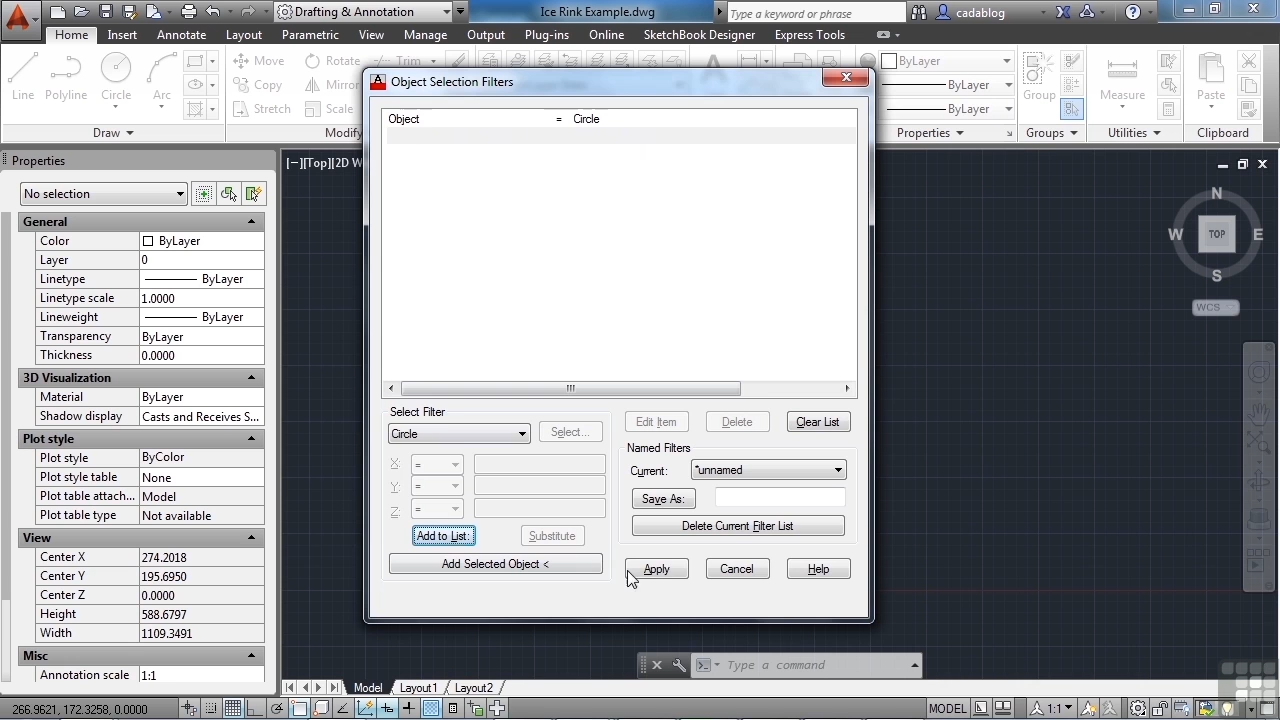 Drafting & Annotation
Ice Rink Example.dwg
Type a keyword or phrase
cadablog
Home Insert Annotate Layout Parametric View Manage Output Plug-ins Online SketchBook Designer Express Tools
Line Polyline Circle Arc
Move Rotate Trim
Copy Mirror
Stretch Scale
ByLayer
ByLayer
ByLayer
Group Measure Paste
Draw Modify Properties Groups Utilities Clipboard
Properties
No selection
General
Color ByLayer
Layer 0
Linetype ByLayer
Linetype scale 1.0000
Lineweight ByLayer
Transparency ByLayer
Thickness 0.0000
3D Visualization
Material ByLayer
Shadow display Casts and Receives S...
Plot style
Plot style ByColor
Plot style table None
Plot table attach... Model
Plot table type Not available
View
Center X 274.2018
Center Y 195.6950
Center Z 0.0000
Height 588.6797
Width 1109.3491
Misc
Annotation scale 1:1
[−][Top][2D W
Object Selection Filters
Object = Circle
Select Filter
Circle Select...
X: =
Y: =
Z: =
Add to List: Substitute
Add Selected Object <
Edit Item Delete Clear List
Named Filters
Current: *unnamed
Save As:
Delete Current Filter List
Apply Cancel Help
N
W TOP E
S
WCS
Type a command
Model Layout1 Layout2
266.9621, 172.3258, 0.0000
MODEL 1:1